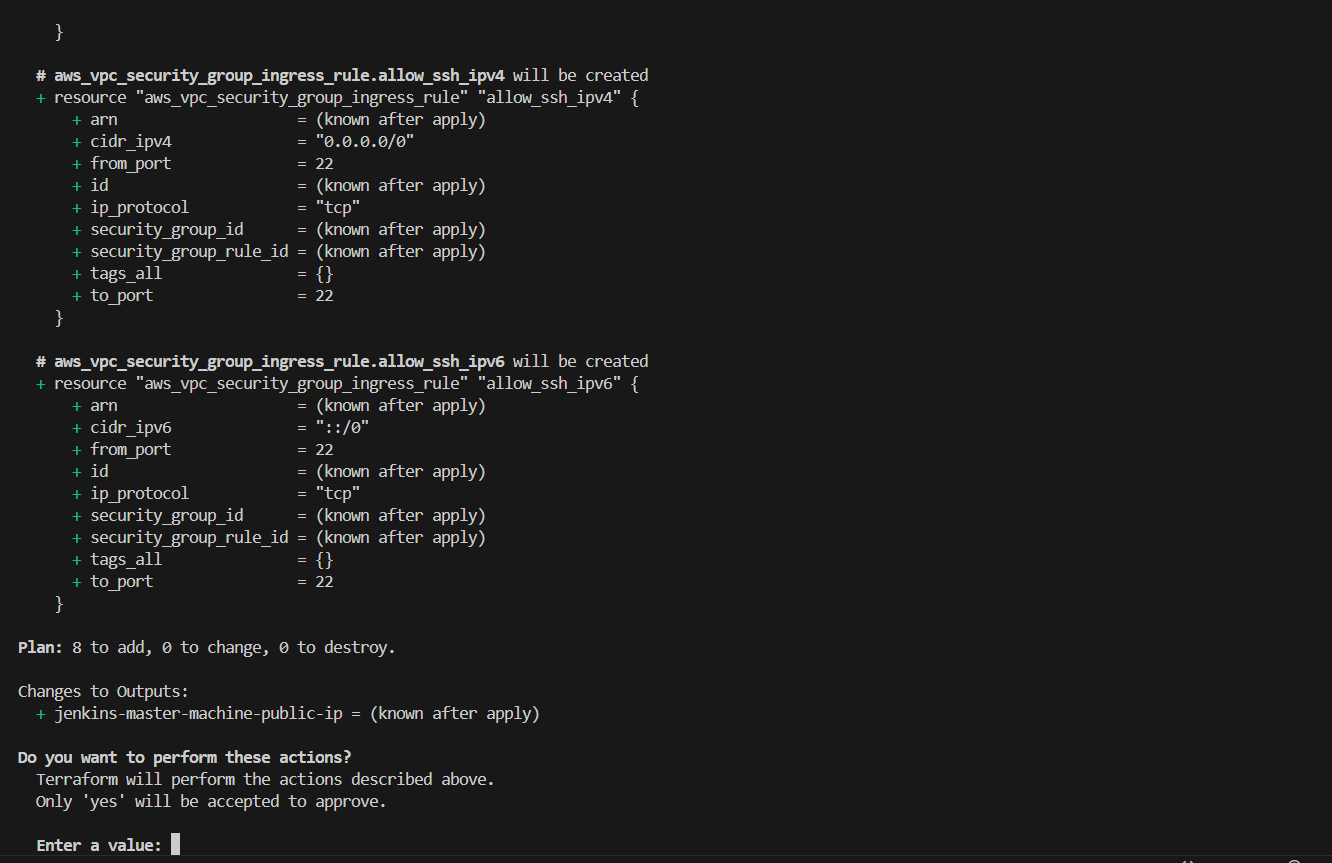 }
# aws_vpc_security_group_ingress_rule.allow_ssh_ipv4 will be created
+ resource "aws_vpc_security_group_ingress_rule" "allow_ssh_ipv4" {
+ arn = (known after apply)
+ cidr_ipv4 = "0.0.0.0/0"
+ from_port = 22
+ id = (known after apply)
+ ip_protocol = "tcp"
+ security_group_id = (known after apply)
+ security_group_rule_id = (known after apply)
+ tags_all = {}
+ to_port = 22
}
# aws_vpc_security_group_ingress_rule.allow_ssh_ipv6 will be created
+ resource "aws_vpc_security_group_ingress_rule" "allow_ssh_ipv6" {
+ arn = (known after apply)
+ cidr_ipv6 = "::/0"
+ from_port = 22
+ id = (known after apply)
+ ip_protocol = "tcp"
+ security_group_id = (known after apply)
+ security_group_rule_id = (known after apply)
+ tags_all = {}
+ to_port = 22
}
Plan: 8 to add, 0 to change, 0 to destroy.
Changes to Outputs:
+ jenkins-master-machine-public-ip = (known after apply)
Do you want to perform these actions?
Terraform will perform the actions described above.
Only 'yes' will be accepted to approve.
Enter a value: